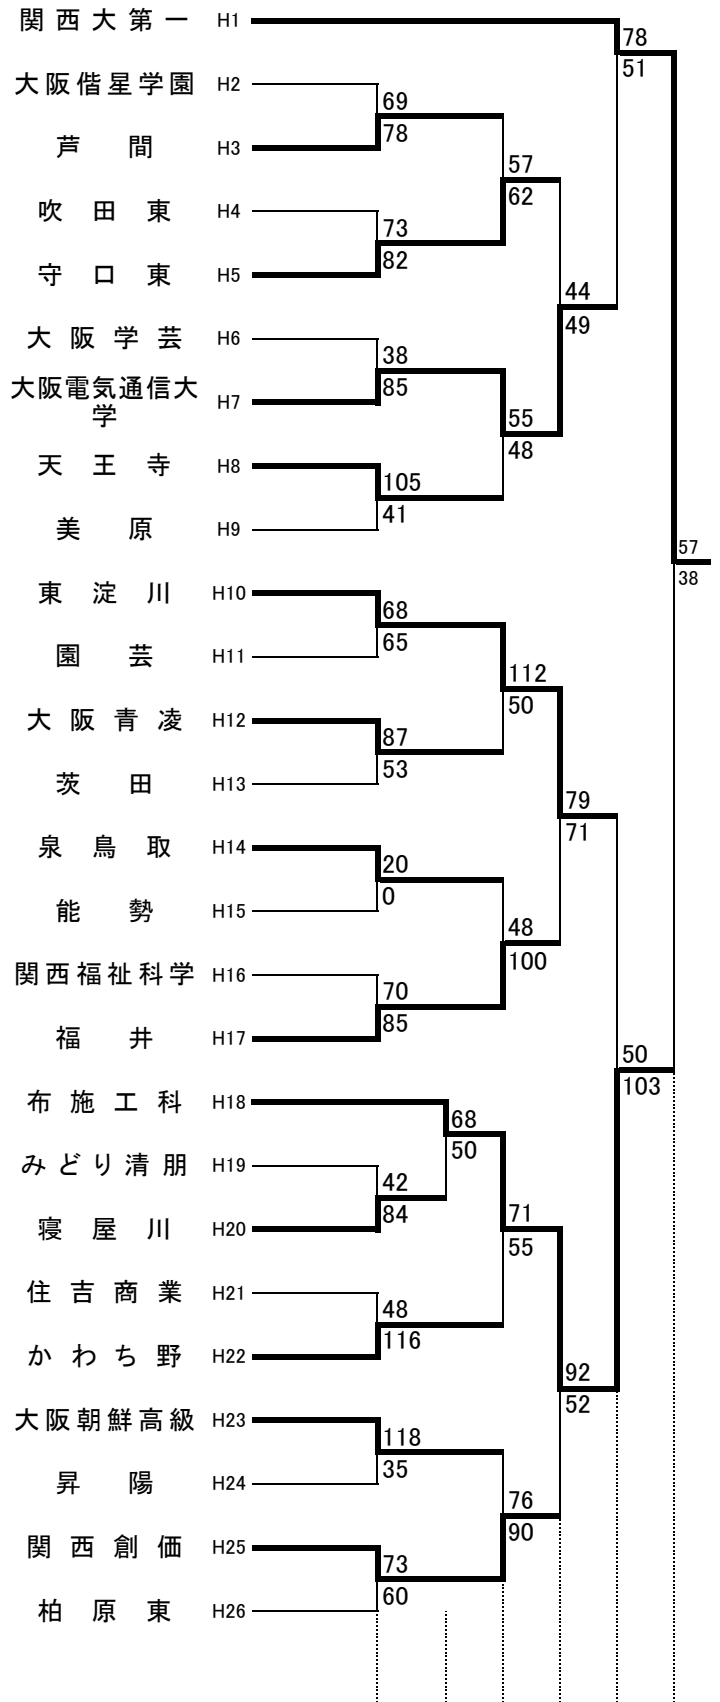 関西大第一 H1
78
51
大阪偕星学園 H2
69
78
芦間 H3
57
62
吹田東 H4
73
82
守口東 H5
44
49
大阪学芸 H6
38
85
大阪電気通信大
学
H7
55
48
天王寺 H8
105
41
美原 H9
57
38
東淀川 H10
68
65
園芸 H11
112
50
大阪青凌 H12
87
53
茨田 H13
79
71
泉鳥取 H14
20
0
能勢 H15
48
100
関西福祉科学 H16
70
85
福井 H17
50
103
布施工科 H18
68
50
みどり清朋 H19
42
84
寝屋川 H20
71
55
住吉商業 H21
48
116
かわち野 H22
92
52
大阪朝鮮高級 H23
118
35
昇陽 H24
76
90
関西創価 H25
73
60
柏原東 H26